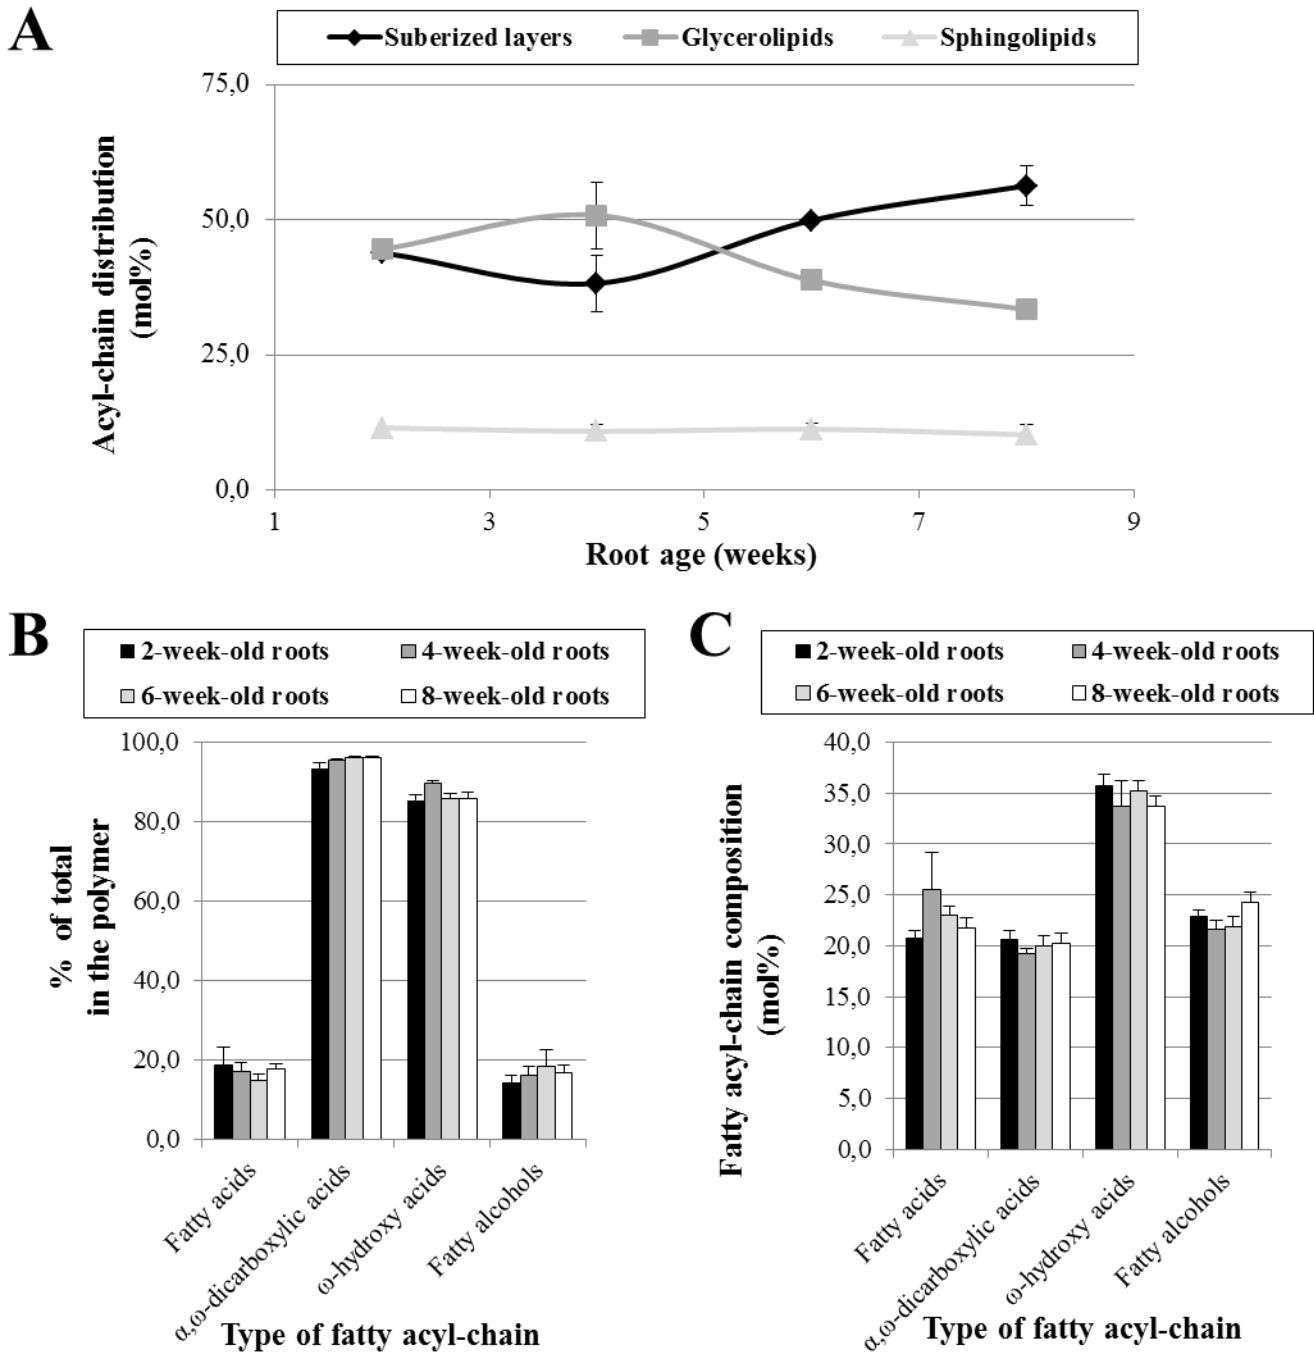 A
Suberized layers
Glycerolipids
Sphingolipids
75,0
50,0
25,0
0,0
Acyl-chain distribution
(mol%)
1
3
5
7
9
Root age (weeks)
B
2-week-old roots
4-week-old roots
6-week-old roots
8-week-old roots
100,0
80,0
60,0
40,0
20,0
0,0
% of total
in the polymer
Fatty acids
α,ω-dicarboxylic acids
ω-hydroxy acids
Fatty alcohols
Type of fatty acyl-chain
C
2-week-old roots
4-week-old roots
6-week-old roots
8-week-old roots
40,0
35,0
30,0
25,0
20,0
15,0
10,0
5,0
0,0
Fatty acyl-chain composition
(mol%)
Fatty acids
α,ω-dicarboxylic acids
ω-hydroxy acids
Fatty alcohols
Type of fatty acyl-chain